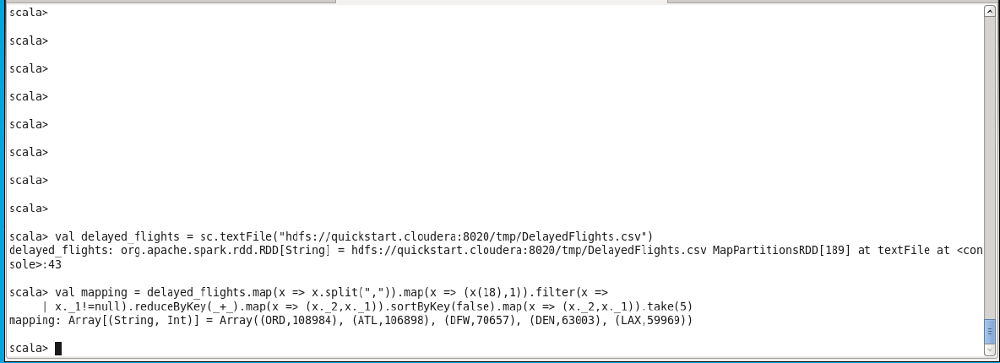 scala>
scala>
scala>
scala>
scala>
scala>
scala>
scala>
scala> val delayed_flights = sc.textFile("hdfs://quickstart.cloudera:8020/tmp/DelayedFlights.csv")
delayed_flights: org.apache.spark.rdd.RDD[String] = hdfs://quickstart.cloudera:8020/tmp/DelayedFlights.csv MapPartitionsRDD[189] at textFile at <con
sole>:43
scala> val mapping = delayed_flights.map(x => x.split(",")).map(x => (x(18),1)).filter(x =>
     | x._1!=null).reduceByKey(_+_).map(x => (x._2,x._1)).sortByKey(false).map(x => (x._2,x._1)).take(5)
mapping: Array[(String, Int)] = Array((ORD,108984), (ATL,106898), (DFW,70657), (DEN,63003), (LAX,59969))
scala>